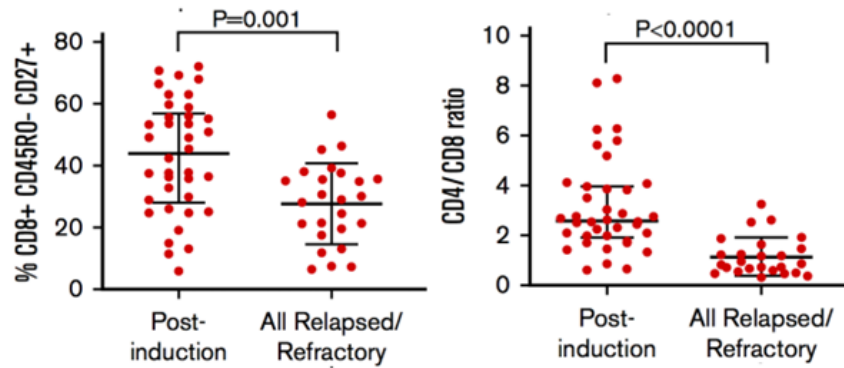 P=0.001
% CD8+ CD45RO- CD27+
80
60
40
20
0
Post-
induction
All Relapsed/
Refractory
P<0.0001
CD4/CD8 ratio
10
8
6
4
2
0
Post-
induction
All Relapsed/
Refractory